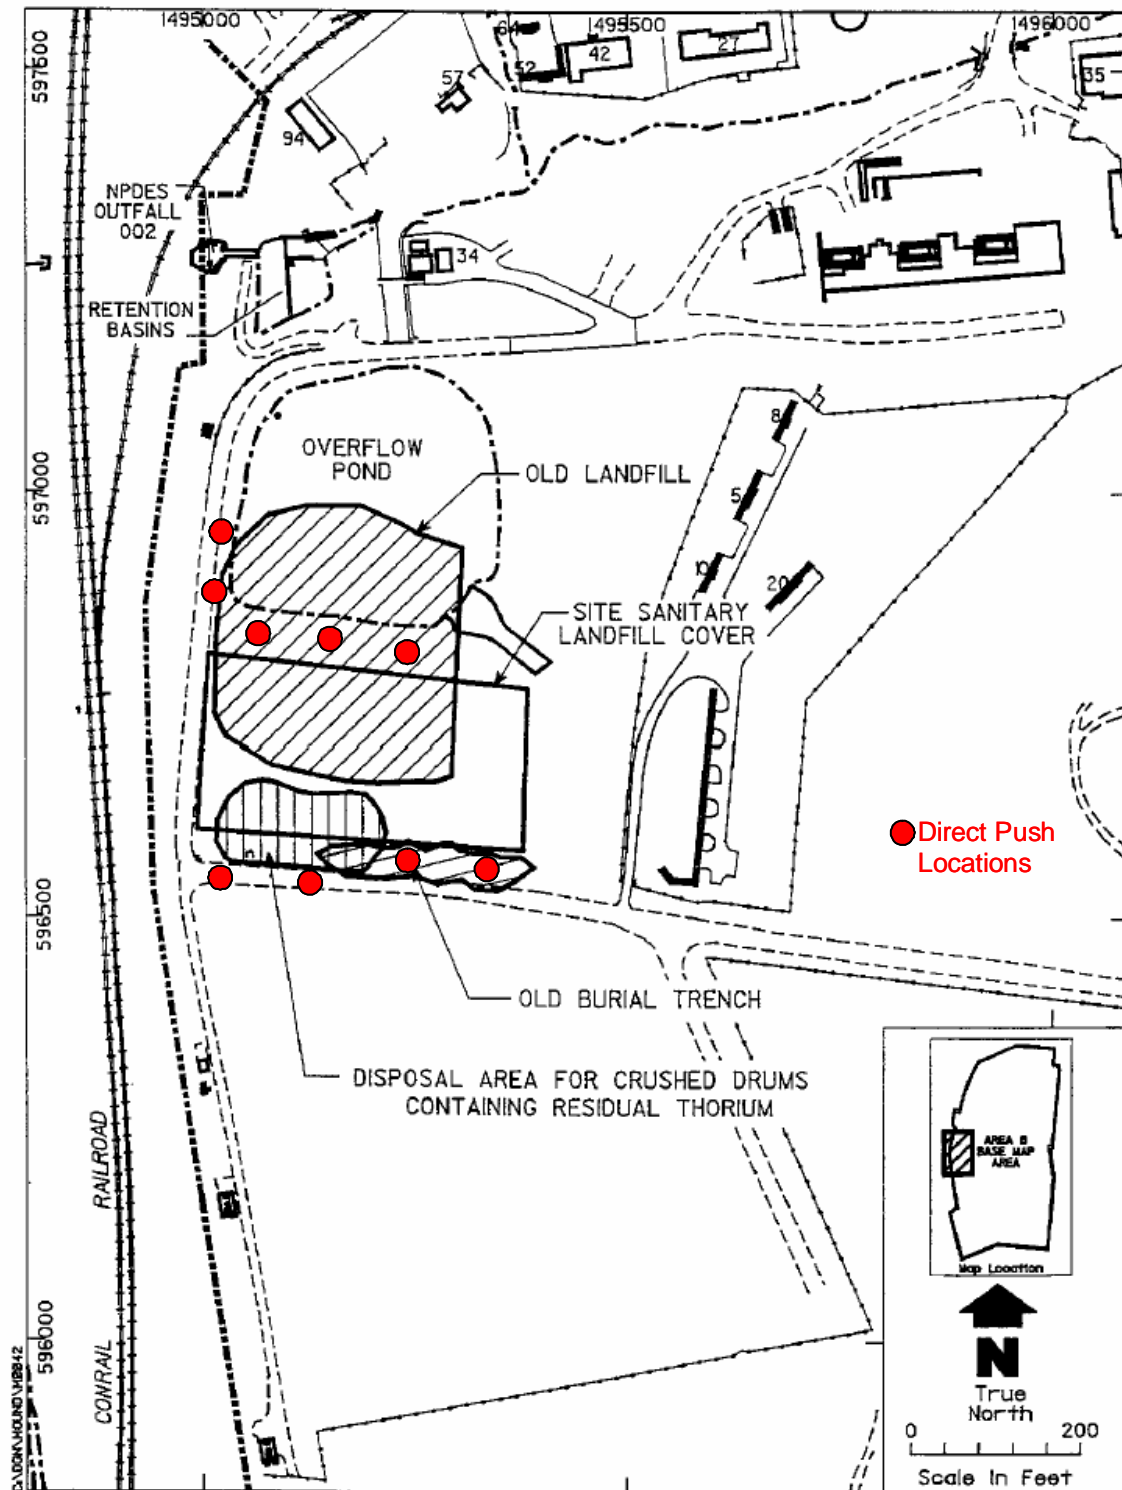 1495000
1495500
1496000
597500
64
42
27
52
57
35
94
NPDES
OUTFALL
002
34
RETENTION
BASINS
8
OVERFLOW
POND
OLD LANDFILL
5
597000
10
20
SITE SANITARY
LANDFILL COVER
Direct Push
Locations
596500
OLD BURIAL TRENCH
DISPOSAL AREA FOR CRUSHED DRUMS
CONTAINING RESIDUAL THORIUM
AREA B
BASE MAP
AREA
Map Location
CONRAIL RAILROAD
596000
N
True
North
0 200
Scale In Feet